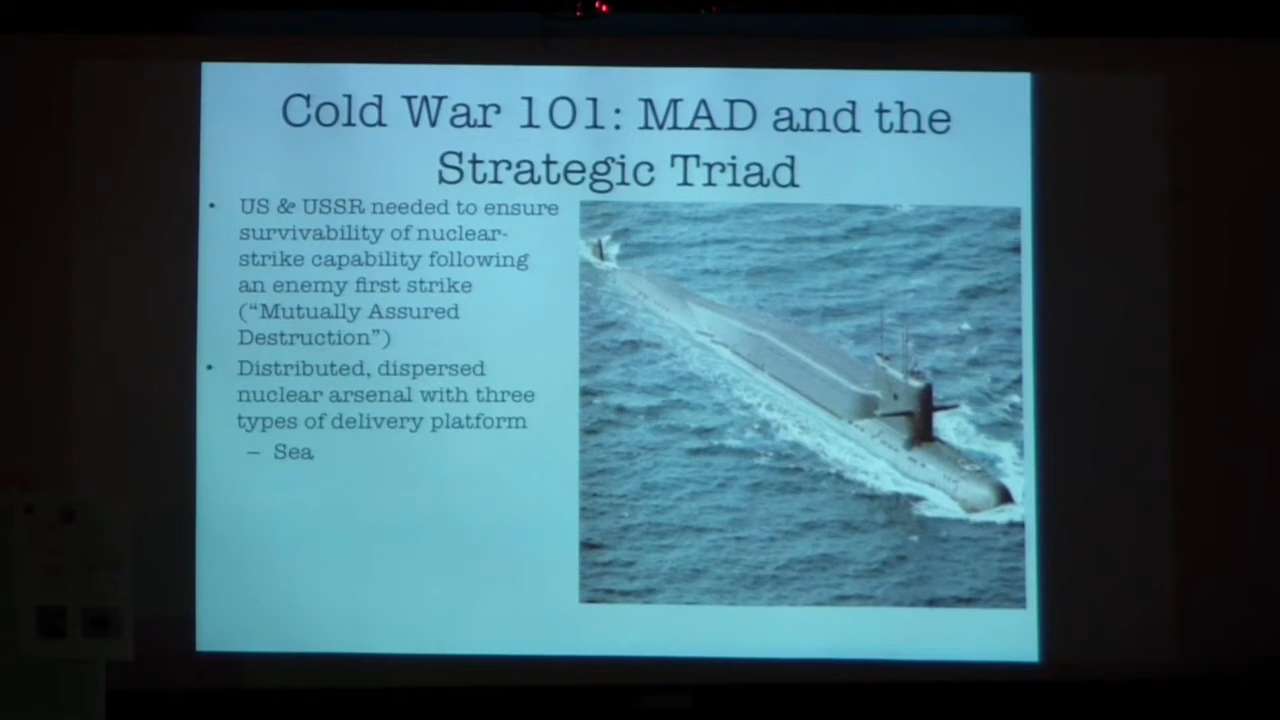 Cold War 101: MAD and the
Strategic Triad
• US & USSR needed to ensure
survivability of nuclear-
strike capability following
an enemy first strike
(“Mutually Assured
Destruction”)
• Distributed, dispersed
nuclear arsenal with three
types of delivery platform
– Sea